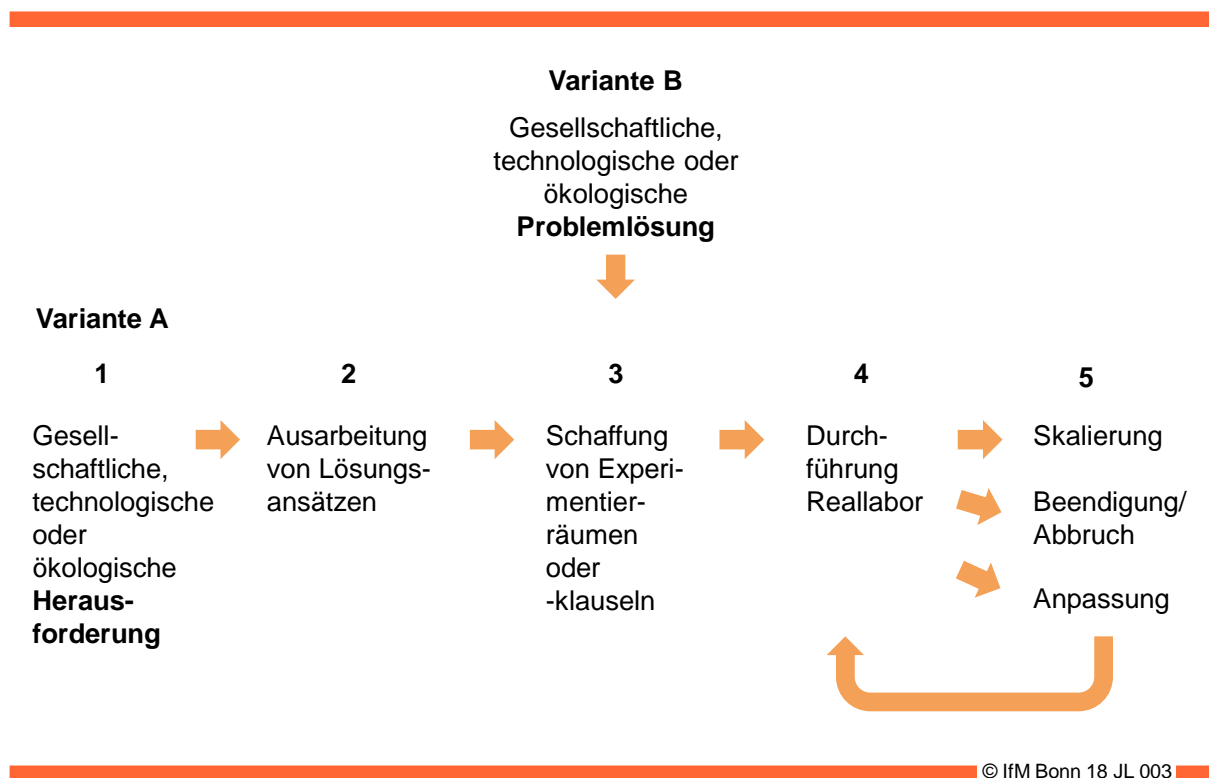 Variante B
Gesellschaftliche,
technologische oder
ökologische
Problemlösung
Variante A
1
2
3
4
5
Gesell-
schaftliche,
technologische
oder
ökologische
Heraus-
forderung
Ausarbeitung
von Lösungs-
ansätzen
Schaffung
von Experi-
mentier-
räumen
oder
-klauseln
Durch-
führung
Reallabor
Skalierung
Beendigung/
Abbruch
Anpassung
© IfM Bonn 18 JL 003